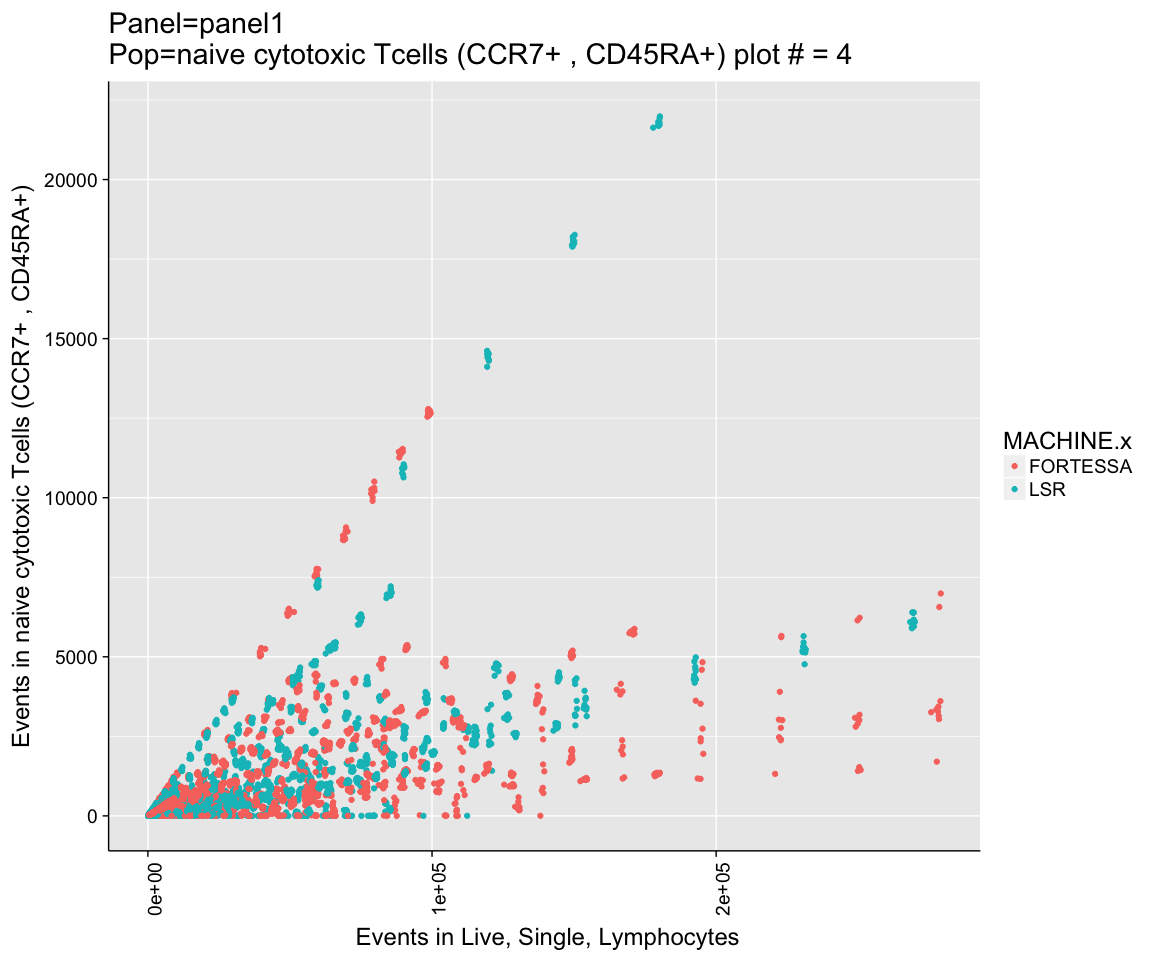 Panel=panel1
Pop=naive cytotoxic Tcells (CCR7+ , CD45RA+) plot # = 4
Events in naive cytotoxic Tcells (CCR7+ , CD45RA+)
20000
15000
10000
5000
0
0e+00
1e+05
2e+05
Events in Live, Single, Lymphocytes
MACHINE.x
FORTESSA
LSR